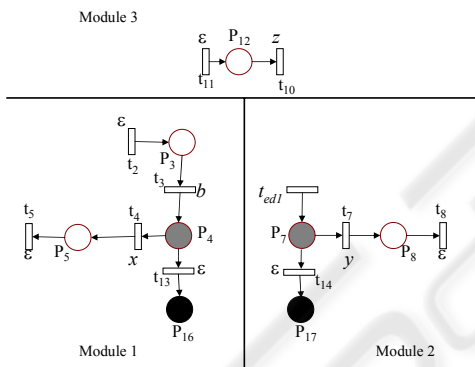 Module 3
ε P12 z
t11 t10
ε
t2 P3
t3 b
t5 t4 P4
ε P5 x
t13 ε
P16
Module 1
ted1
P7 t7 t8
ε y P8 ε
t14
P17
Module 2